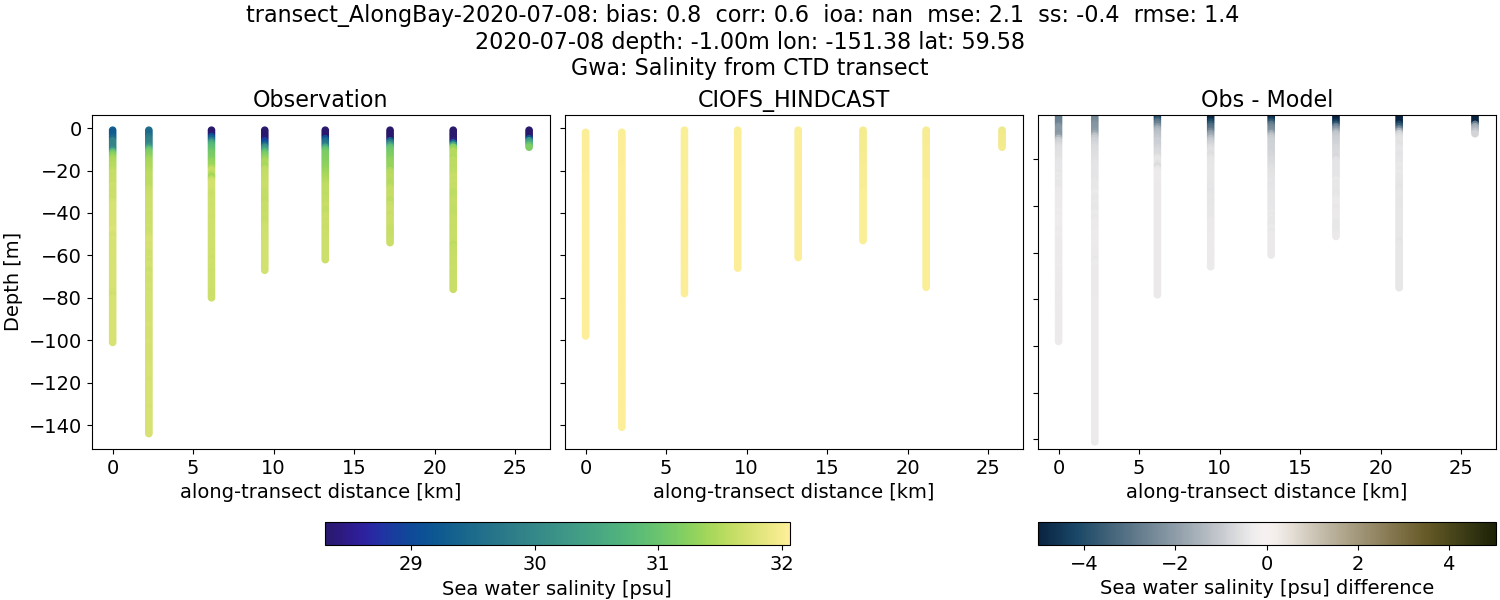 transect_AlongBay-2020-07-08: bias: 0.8  corr: 0.6  ioa: nan  mse: 2.1  ss: -0.4  rmse: 1.4
2020-07-08 depth: -1.00m lon: -151.38 lat: 59.58
Gwa: Salinity from CTD transect
Observation
CIOFS_HINDCAST
Obs - Model
Depth [m]
0
−20
−40
−60
−80
−100
−120
−140
0 5 10 15 20 25
0 5 10 15 20 25
0 5 10 15 20 25
along-transect distance [km]
along-transect distance [km]
along-transect distance [km]
29 30 31 32
Sea water salinity [psu]
−4 −2 0 2 4
Sea water salinity [psu] difference